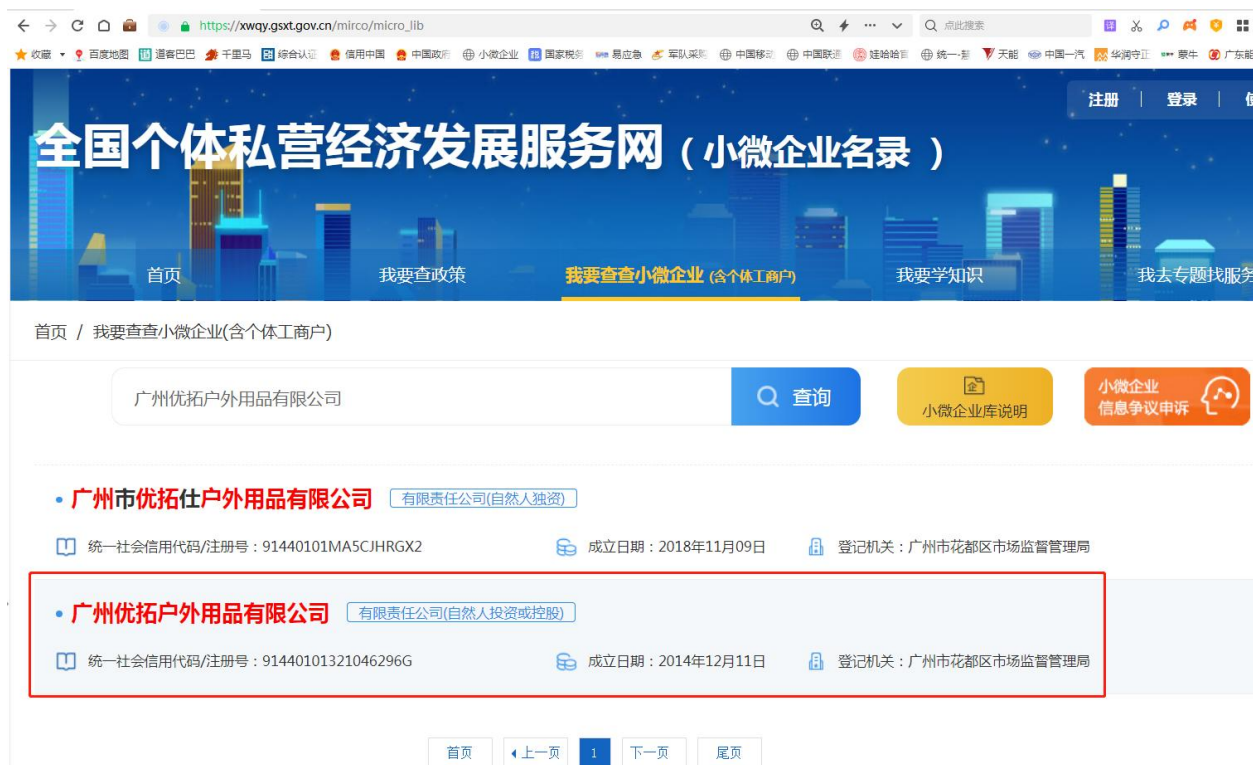 https://xwqy.gsxt.gov.cn/mirco/micro_lib
点此搜索
收藏 百度地图 道客巴巴 千里马 综合认证 信用中国 中国政府 小微企业 国家税务 易应急 军队采购 中国移动 中国联通 娃哈哈官 统一- 天能 中国一汽 华润守正 蒙牛 广东能
注册 登录
全国个体私营经济发展服务网（小微企业名录 ）
首页 我要查政策 我要查查小微企业 (含个体工商户) 我要学知识 我去专题找服务
首页 / 我要查查小微企业(含个体工商户)
广州优拓户外用品有限公司 查询
小微企业库说明
小微企业
信息争议申诉
广州市优拓仕户外用品有限公司 有限责任公司(自然人独资)
统一社会信用代码/注册号：91440101MA5CJHRGX2 成立日期：2018年11月09日 登记机关：广州市花都区市场监督管理局
广州优拓户外用品有限公司 有限责任公司(自然人投资或控股)
统一社会信用代码/注册号：91440101321046296G 成立日期：2014年12月11日 登记机关：广州市花都区市场监督管理局
首页 上一页 1 下一页 尾页